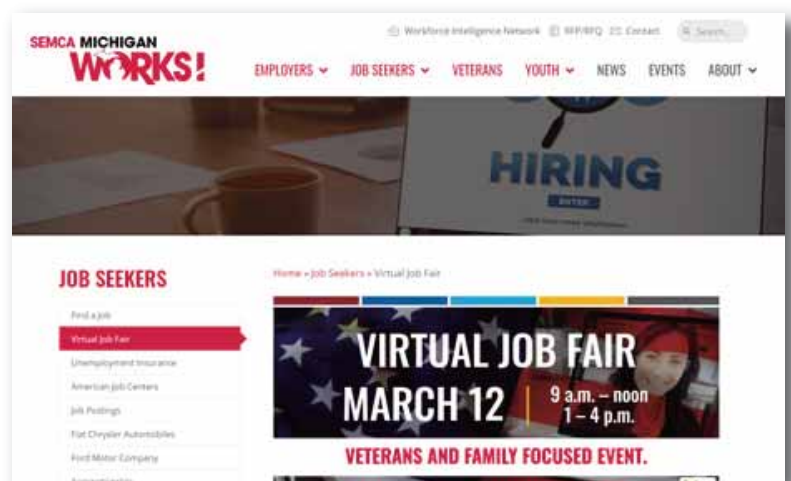 Workforce Intelligence Network RFP/RFQ Contact Search...
SEMCA MICHIGAN
WORKS!
EMPLOYERS JOB SEEKERS VETERANS YOUTH NEWS EVENTS ABOUT
HIRING
ENTER
JOB SEEKERS
Home » Job Seekers » Virtual Job Fair
Find a Job
Virtual Job Fair
Unemployment Insurance
American Job Centers
Job Postings
Fiat Chrysler Automobiles
Ford Motor Company
VIRTUAL JOB FAIR
MARCH 12
9 a.m. – noon
1 – 4 p.m.
VETERANS AND FAMILY FOCUSED EVENT.